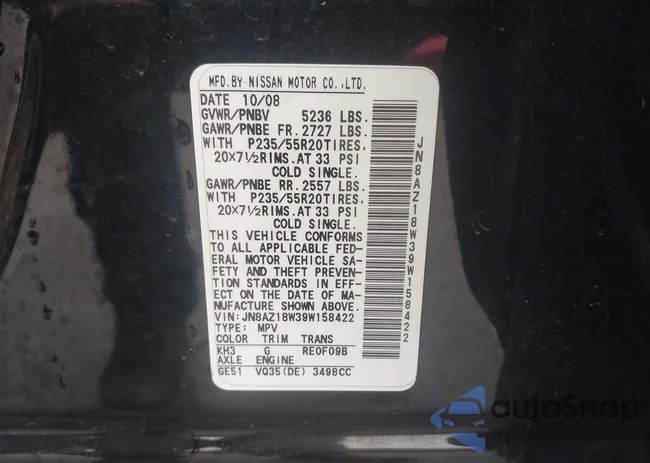 MFD.BY NISSAN MOTOR CO.,LTD.
DATE 10/08
GVWR/PNBV 5236 LBS.
GAWR/PNBE FR.2727 LBS.
WITH P235/55R20TIRES,
20X7½RIMS.AT 33 PSI
COLD SINGLE.
GAWR/PNBE RR.2557 LBS.
WITH P235/55R20TIRES,
20X7½RIMS.AT 33 PSI
COLD SINGLE.
THIS VEHICLE CONFORMS
TO ALL APPLICABLE FED-
ERAL MOTOR VEHICLE SA-
FETY AND THEFT PREVEN-
TION STANDARDS IN EFF-
ECT ON THE DATE OF MA-
NUFACTURE SHOWN ABOVE.
VIN:JN8AZ18W39W158422
TYPE: MPV
COLOR TRIM TRANS
KH3 G RE0F09B
AXLE ENGINE
GE51 VQ35(DE) 3498CC
JN8AZ18W39W158422
autoSnap